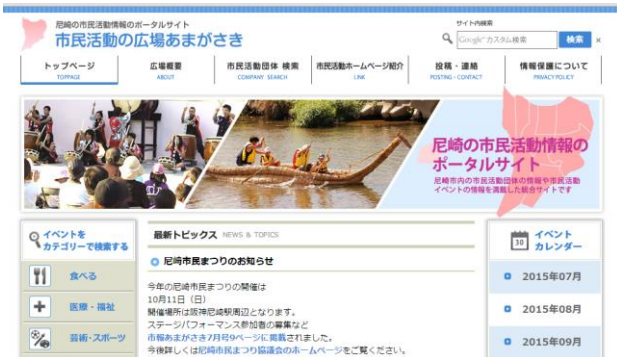 尼崎の市民活動情報のポータルサイト
市民活動の広場あまがさき
サイト内検索
Google カスタム検索
検索
×
トップページ
TOPPAGE
広場概要
ABOUT
市民活動団体 検索
COMPANY SEARCH
市民活動ホームページ紹介
LINK
投稿・連絡
POSTING・CONTACT
情報保護について
PRIVACY POLICY
尼崎の市民活動情報の
ポータルサイト
尼崎市内の市民活動団体の情報や市民活動
イベントの情報を満載した統合サイトです
イベントを
カテゴリーで検索する
食べる
医療・福祉
芸術・スポーツ
最新トピックス NEWS & TOPICS
尼崎市民まつりのお知らせ
今年の尼崎市民まつりの開催は
10月11日（日）
開催場所は阪神尼崎駅周辺となります。
ステージパフォーマンス参加者の募集など
市報あまがさき7月号9ページに掲載されました。
今後詳しくは尼崎市民まつり協議会のホームページをご覧ください。
30
イベント
カレンダー
2015年07月
2015年08月
2015年09月